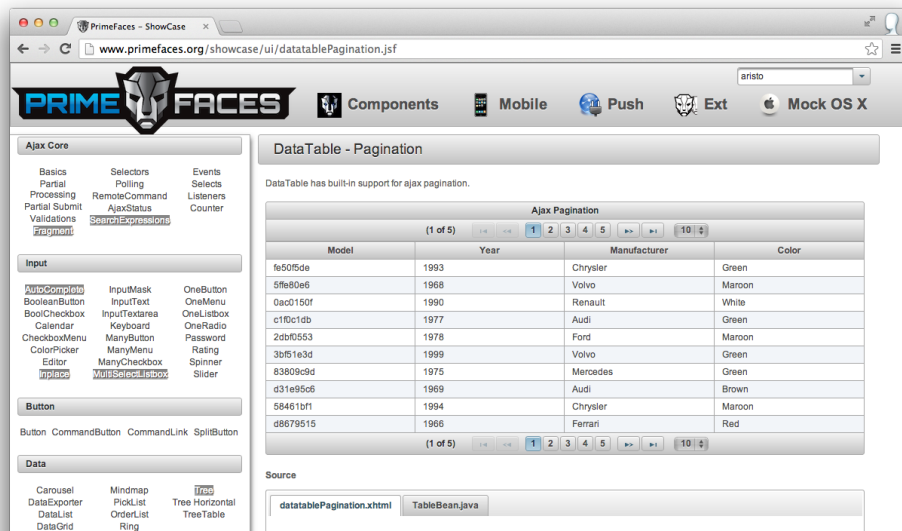 PrimeFaces - ShowCase
www.primefaces.org/showcase/ui/datatablePagination.jsf
aristo
PRIME FACES
Components Mobile Push Ext Mock OS X
Ajax Core
Basics Selectors Events
Partial Processing Polling Selects
RemoteCommand Listeners
Partial Submit AjaxStatus Counter
Validations SearchExpressions
Fragment
Input
AutoComplete InputMask OneButton
BooleanButton InputText OneMenu
BoolCheckbox InputTextarea OneListbox
Calendar Keyboard OneRadio
CheckboxMenu ManyButton Password
ColorPicker ManyMenu Rating
Editor ManyCheckbox Spinner
Inplace MultiSelectListbox Slider
Button
Button CommandButton CommandLink SplitButton
Data
Carousel Mindmap Tree
DataExporter PickList Tree Horizontal
DataList OrderList TreeTable
DataGrid Ring
DataTable - Pagination
DataTable has built-in support for ajax pagination.
Ajax Pagination
(1 of 5) 1 2 3 4 5 10
Model Year Manufacturer Color
fe50f5de 1993 Chrysler Green
5ffe80e6 1968 Volvo Maroon
0ac0150f 1990 Renault White
c1f0c1db 1977 Audi Green
2dbf0553 1978 Ford Maroon
3bf51e3d 1999 Volvo Green
83809c9d 1975 Mercedes Green
d31e95c6 1969 Audi Brown
58461bf1 1994 Chrysler Maroon
d8679515 1966 Ferrari Red
(1 of 5) 1 2 3 4 5 10
Source
datatablePagination.xhtml TableBean.java